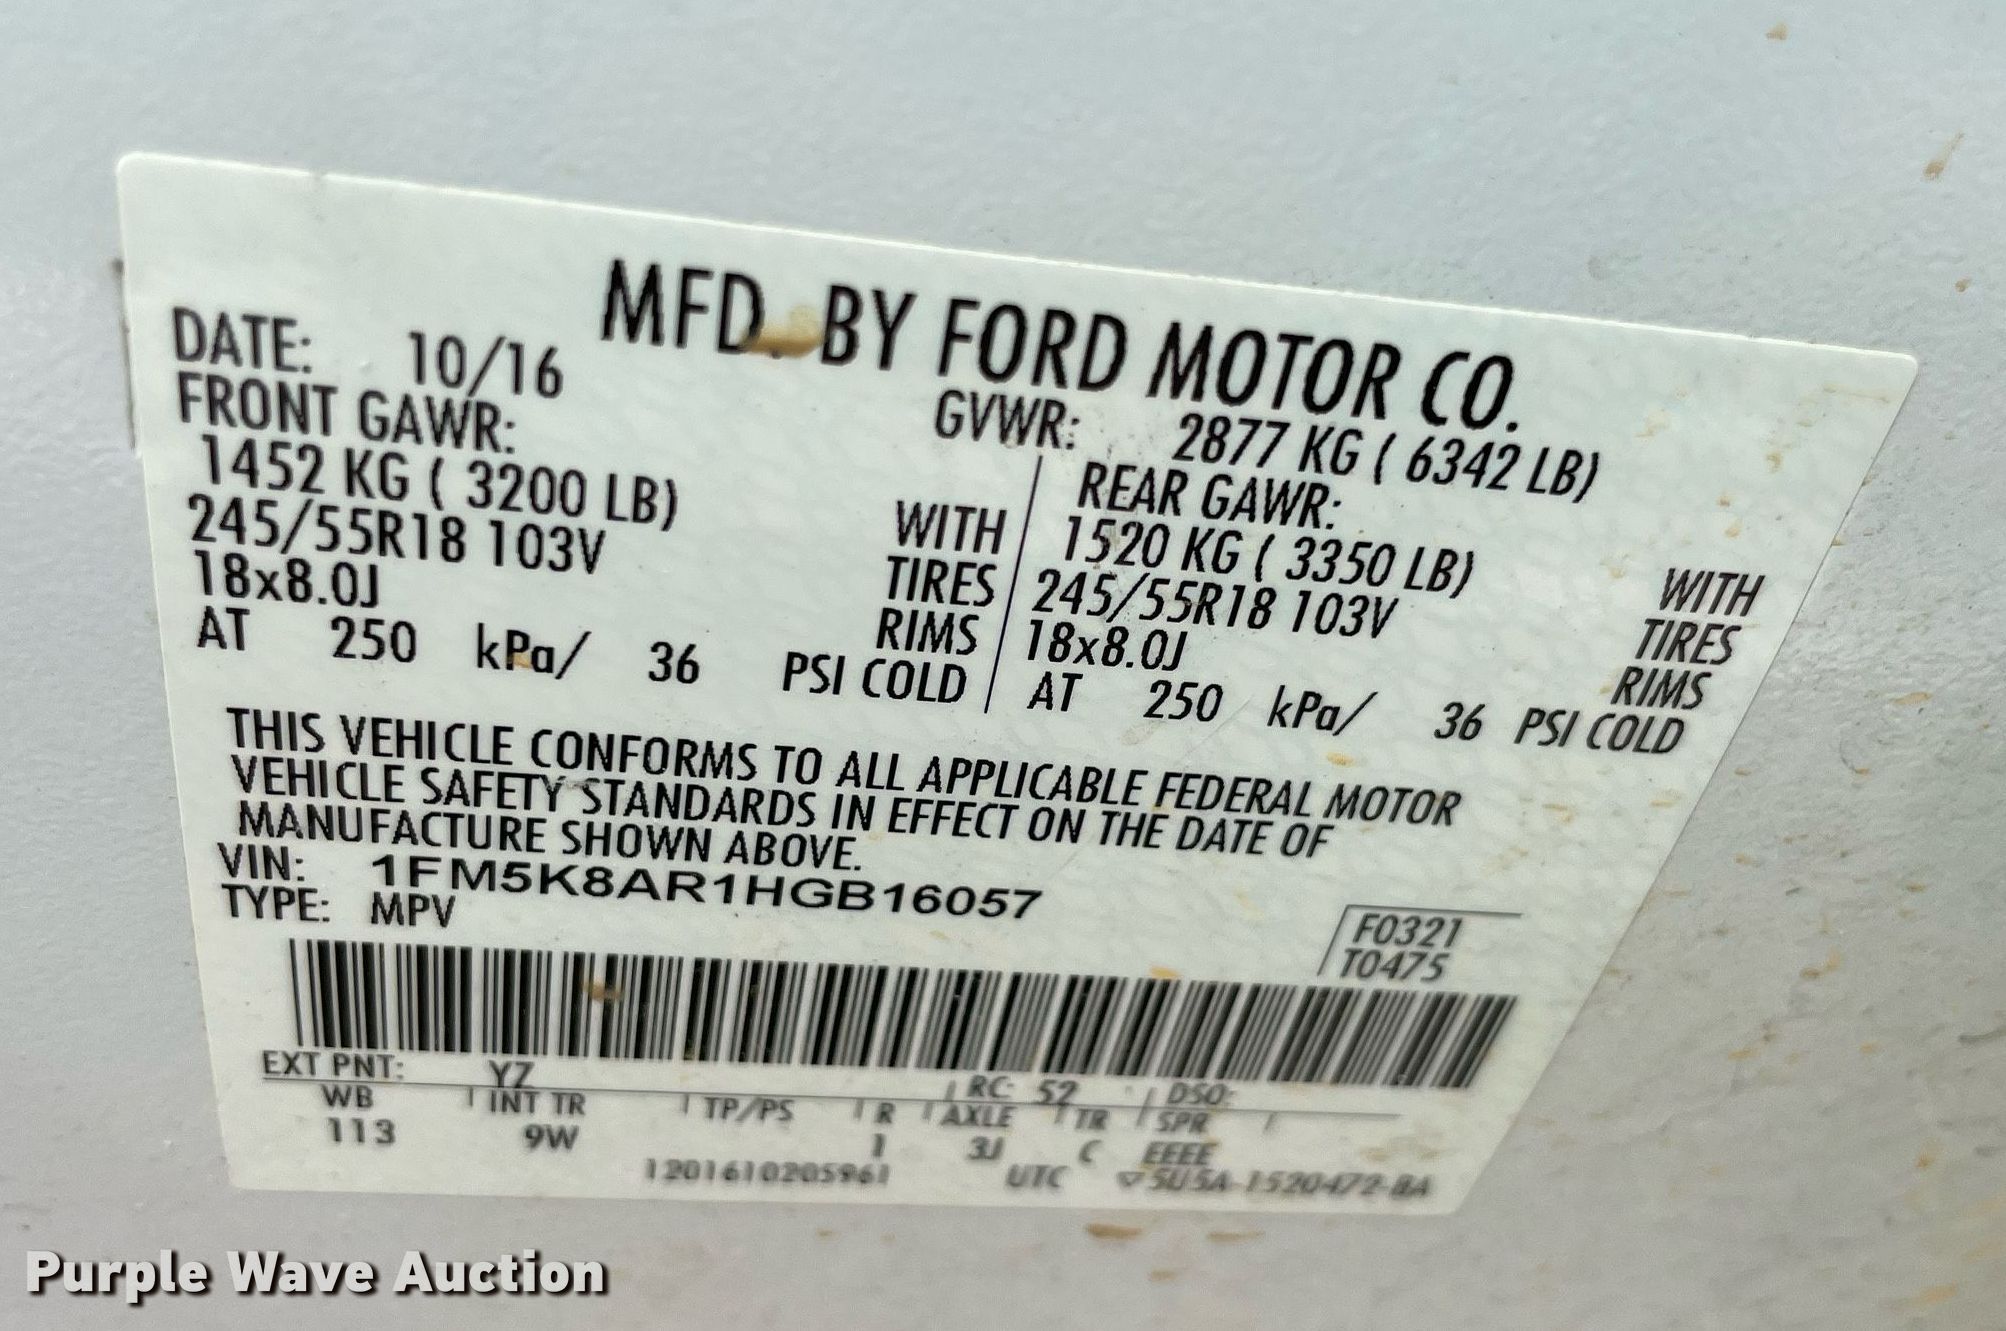 MFD. BY FORD MOTOR CO.
DATE: 10/16
GVWR: 2877 KG ( 6342 LB)
FRONT GAWR:
REAR GAWR:
1452 KG ( 3200 LB) WITH
1520 KG ( 3350 LB) WITH
245/55R18 103V TIRES
245/55R18 103V TIRES
18x8.0J RIMS
18x8.0J RIMS
AT 250 kPa/ 36 PSI COLD
AT 250 kPa/ 36 PSI COLD
THIS VEHICLE CONFORMS TO ALL APPLICABLE FEDERAL MOTOR
VEHICLE SAFETY STANDARDS IN EFFECT ON THE DATE OF
MANUFACTURE SHOWN ABOVE.
VIN: 1FM5K8AR1HGB16057
TYPE: MPV
F0321
T0475
EXT PNT: YZ RC: 52 DSO:
WB INT TR TP/PS R AXLE TR SPR
113 9W 1 3J C EEEE
1201610205961 UTC ▽5U5A-1520472-BA
Purple Wave Auction